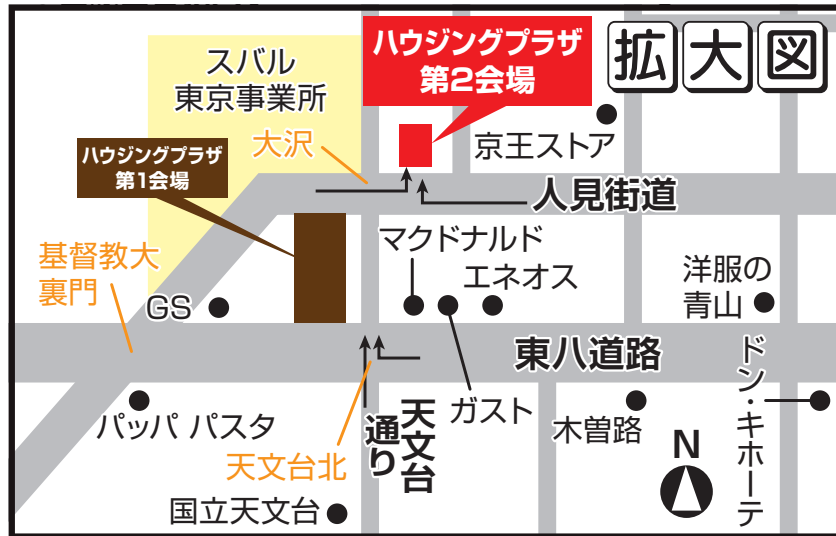 スバル
東京事業所
ハウジングプラザ
第2会場
拡大図
ハウジングプラザ
第1会場
大沢
京王ストア
人見街道
基督教大
裏門
マクドナルド
エネオス
洋服の
青山
GS
東八道路
パッパ パスタ
天文台
通り
ガスト
木曽路
ドン・キホーテ
天文台北
国立天文台
N